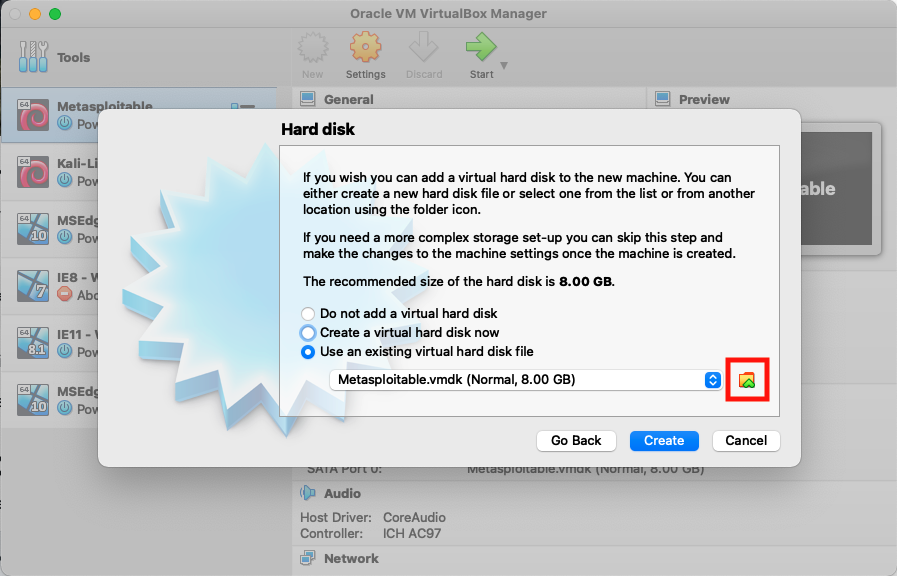 Oracle VM VirtualBox Manager
Tools
New
Settings
Discard
Start
64
Metasploitable
64
Kali-Li
64
10
MSEdg
64
7
IE8 - W
Abo
64
8.1
IE11 - W
64
10
MSEdg
General
Preview
able
Hard disk
If you wish you can add a virtual hard disk to the new machine. You can
either create a new hard disk file or select one from the list or from another
location using the folder icon.
If you need a more complex storage set-up you can skip this step and
make the changes to the machine settings once the machine is created.
The recommended size of the hard disk is 8.00 GB.
Do not add a virtual hard disk
Create a virtual hard disk now
Use an existing virtual hard disk file
Metasploitable.vmdk (Normal, 8.00 GB)
Go Back
Create
Cancel
SATA Port 0: Metasploitable.vmdk (Normal, 8.00 GB)
Audio
Host Driver: CoreAudio
Controller: ICH AC97
Network